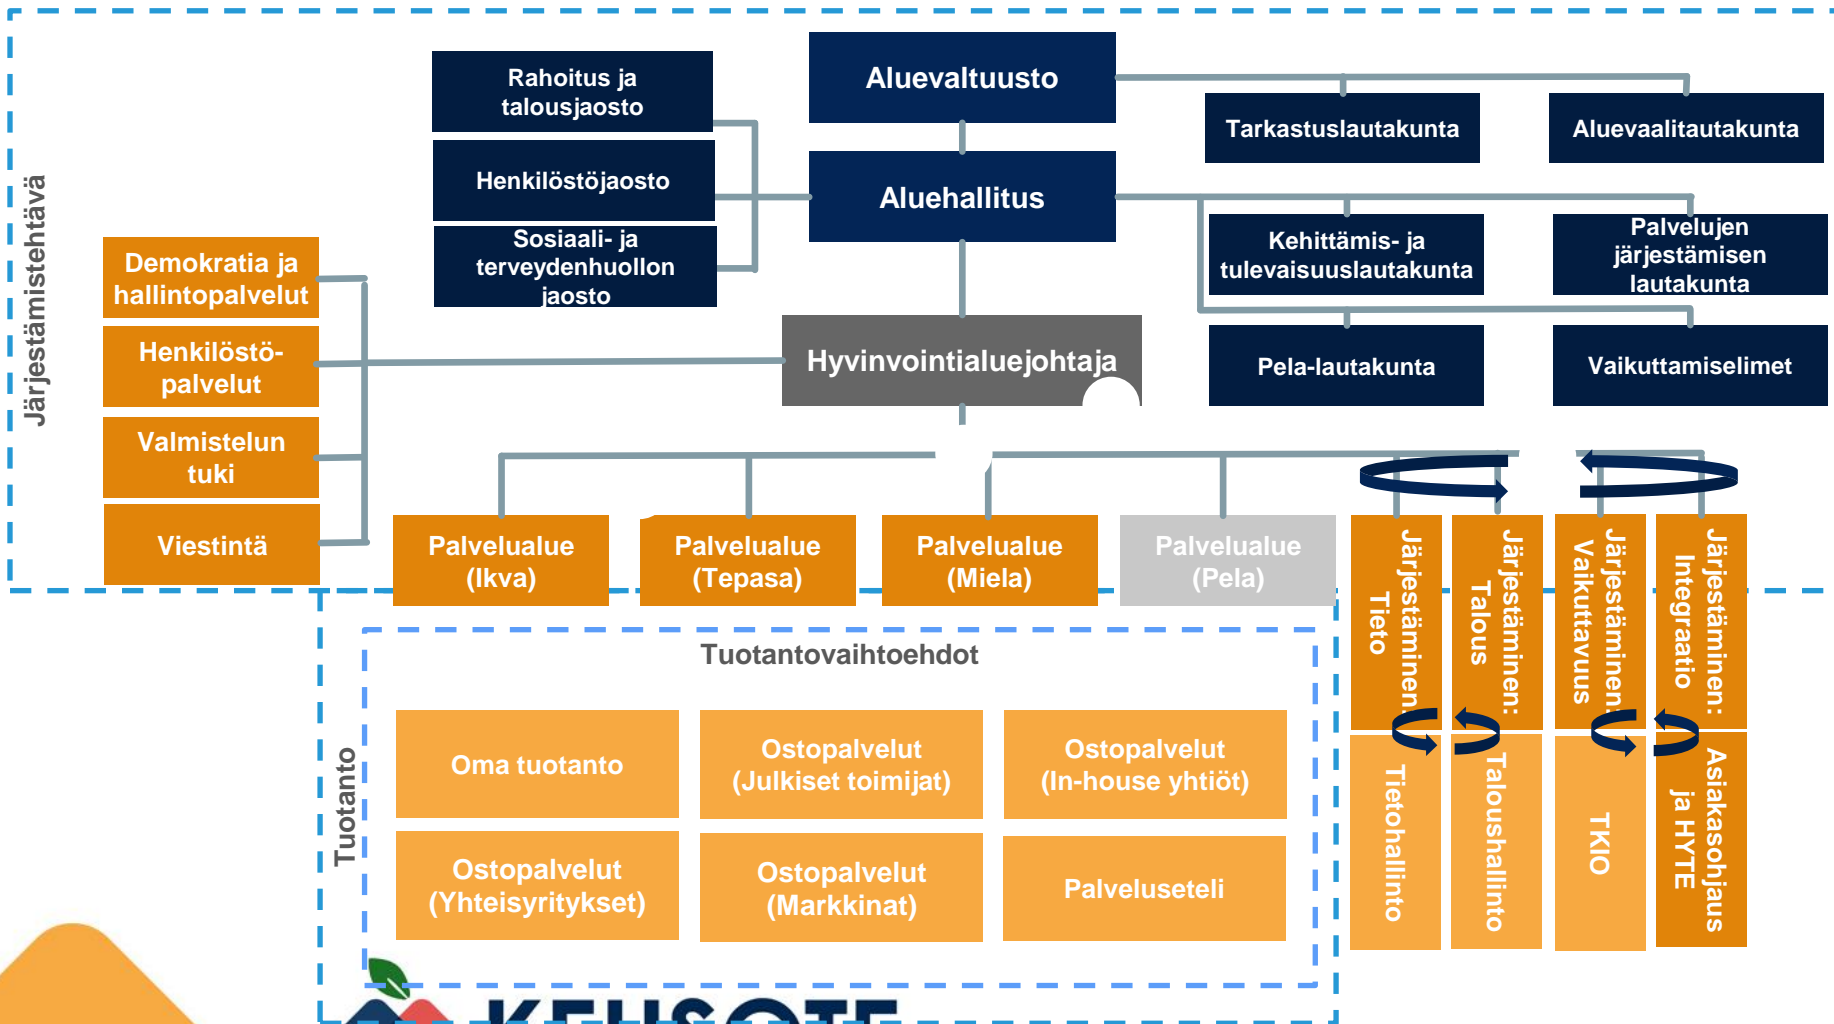 Järjestämistehtävä
Aluevaltuusto
Rahoitus ja
talousjaosto
Tarkastuslautakunta
Aluevaalitautakunta
Henkilöstöjaosto
Aluehallitus
Sosiaali- ja
terveydenhuollon
jaosto
Kehittämis- ja
tulevaisuuslautakunta
Palvelujen
järjestämisen
lautakunta
Demokratia ja
hallintopalvelut
Henkilöstö-
palvelut
Valmistelun
tuki
Viestintä
Hyvinvointialuejohtaja
Pela-lautakunta
Vaikuttamiselimet
Palvelualue
(Ikva)
Palvelualue
(Tepasa)
Palvelualue
(Miela)
Palvelualue
(Pela)
Järjestäminen:
Tieto
Järjestäminen:
Talous
Järjestäminen:
Vaikuttavuus
Järjestäminen:
Integraatio
Tuotanto
Tuotantovaihtoehdot
Oma tuotanto
Ostopalvelut
(Julkiset toimijat)
Ostopalvelut
(In-house yhtiöt)
Ostopalvelut
(Yhteisyritykset)
Ostopalvelut
(Markkinat)
Palveluseteli
Tietohallinto
Taloushallinto
TKIO
Asiakasohjaus
ja HYTE
KEUSOTE